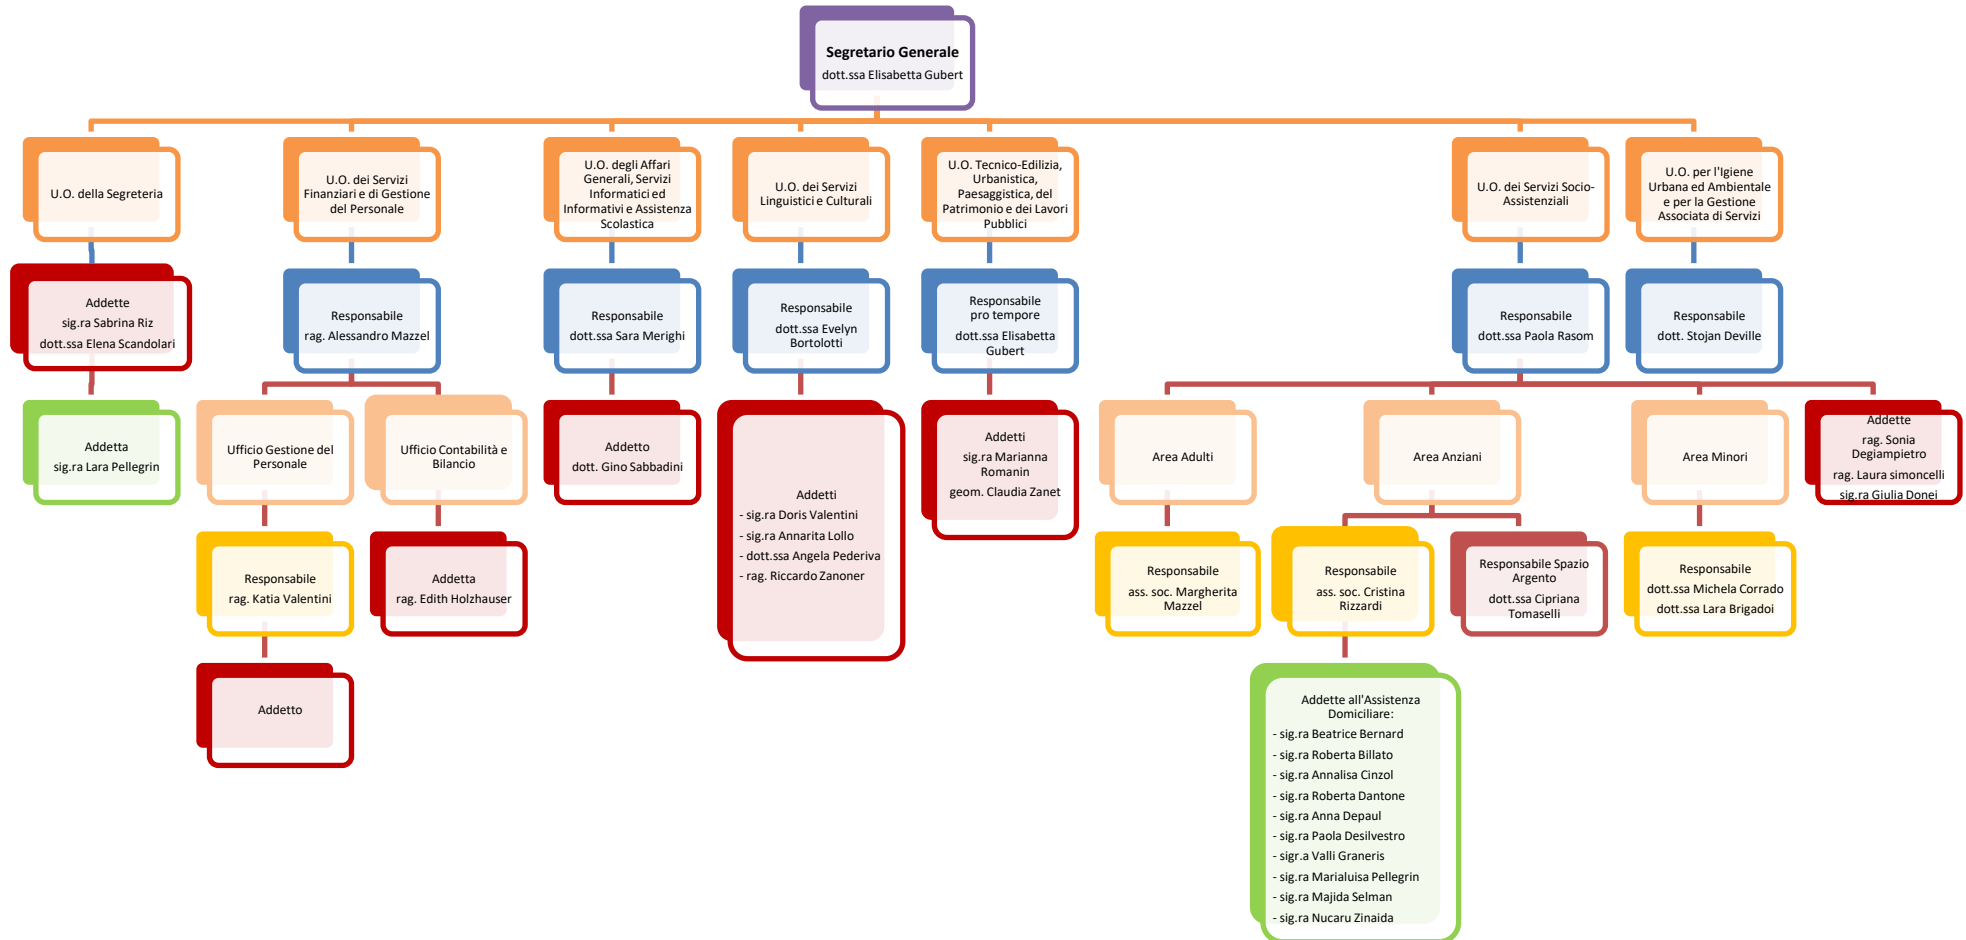 Segretario Generale
dott.ssa Elisabetta Gubert
U.O. della Segreteria
U.O. dei Servizi
Finanziari e di Gestione
del Personale
U.O. degli Affari
Generali, Servizi
Informatici ed
Informativi e Assistenza
Scolastica
U.O. dei Servizi
Linguistici e Culturali
U.O. Tecnico-Edilizia,
Urbanistica,
Paesaggistica, del
Patrimonio e dei Lavori
Pubblici
U.O. dei Servizi Socio-
Assistenziali
U.O. per l'Igiene
Urbana ed Ambientale
e per la Gestione
Associata di Servizi
Addette
sig.ra Sabrina Riz
dott.ssa Elena Scandolari
Responsabile
rag. Alessandro Mazzel
Responsabile
dott.ssa Sara Merighi
Responsabile
dott.ssa Evelyn
Bortolotti
Responsabile
pro tempore
dott.ssa Elisabetta
Gubert
Responsabile
dott.ssa Paola Rasom
Responsabile
dott. Stojan Deville
Addetta
sig.ra Lara Pellegrin
Ufficio Gestione del
Personale
Ufficio Contabilità e
Bilancio
Addetto
dott. Gino Sabbadini
Addetti
- sig.ra Doris Valentini
- sig.ra Annarita Lollo
- dott.ssa Angela Pederiva
- rag. Riccardo Zanoner
Addetti
sig.ra Marianna
Romanin
geom. Claudia Zanet
Area Adulti
Area Anziani
Area Minori
Addette
rag. Sonia
Degiampietro
rag. Laura simoncelli
sig.ra Giulia Donei
Responsabile
rag. Katia Valentini
Addetta
rag. Edith Holzhauser
Responsabile
ass. soc. Margherita
Mazzel
Responsabile
ass. soc. Cristina
Rizzardi
Responsabile Spazio
Argento
dott.ssa Cipriana
Tomaselli
Responsabile
dott.ssa Michela Corrado
dott.ssa Lara Brigadoi
Addetto
Addette all'Assistenza
Domiciliare:
- sig.ra Beatrice Bernard
- sig.ra Roberta Billato
- sig.ra Annalisa Cinzol
- sig.ra Roberta Dantone
- sig.ra Anna Depaul
- sig.ra Paola Desilvestro
- sigr.a Valli Graneris
- sig.ra Marialuisa Pellegrin
- sig.ra Majida Selman
- sig.ra Nucaru Zinaida